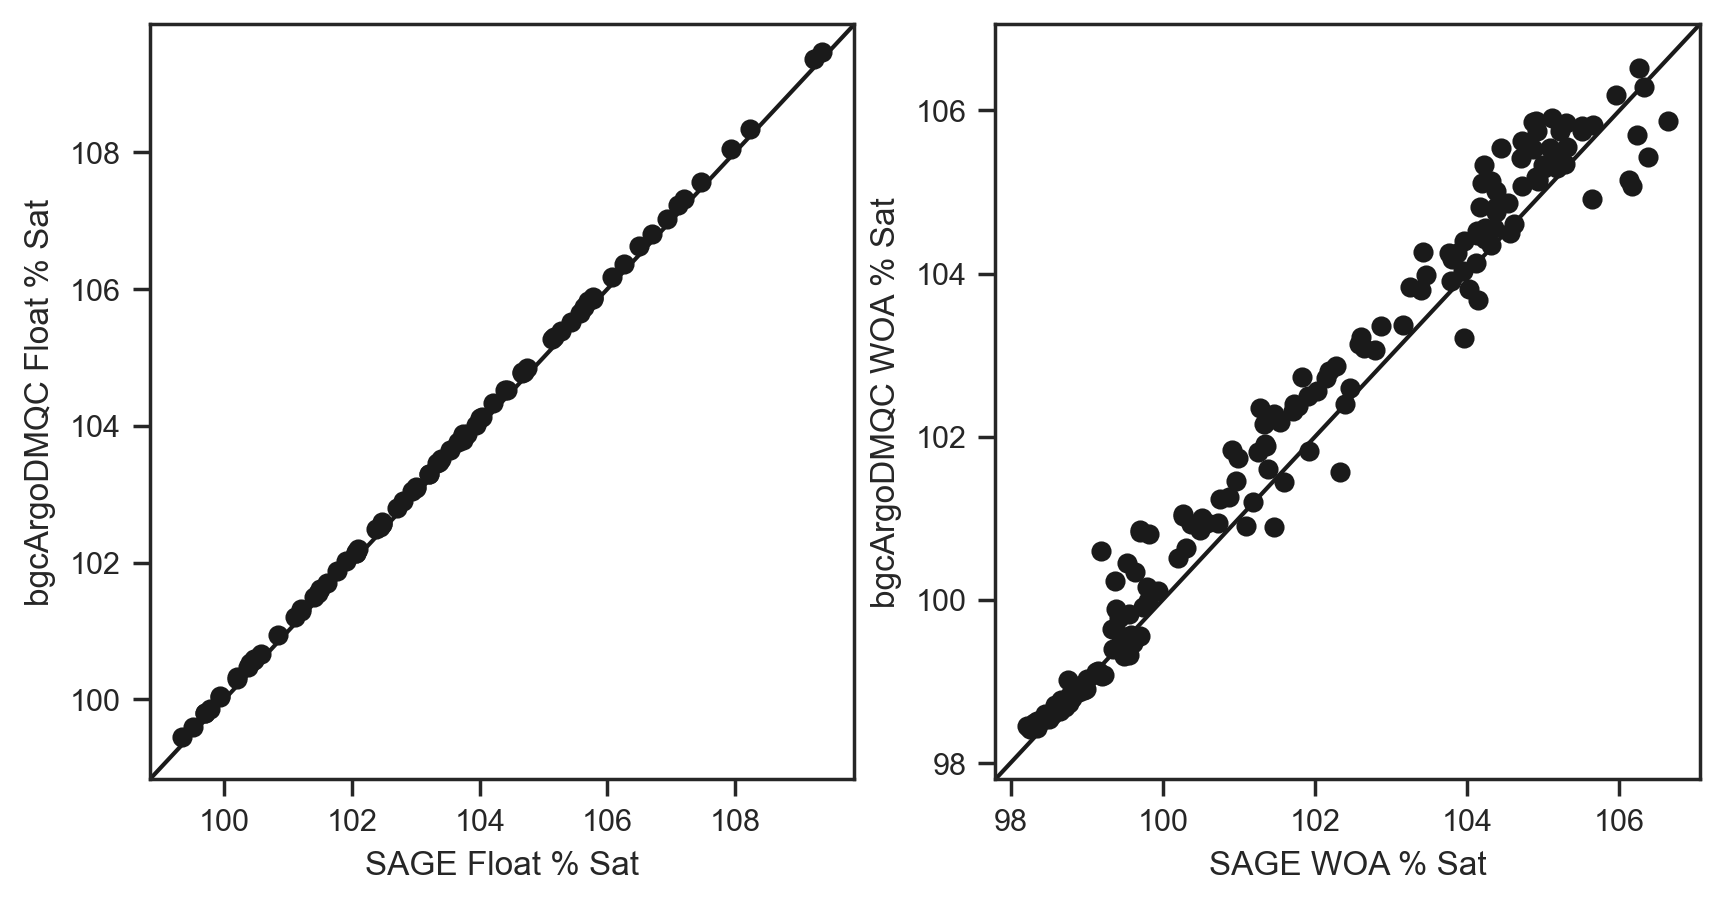 bgcArgoDMQC Float % Sat
108
106
104
102
100
100 102 104 106 108
SAGE Float % Sat
bgcArgoDMQC WOA % Sat
106
104
102
100
98
98 100 102 104 106
SAGE WOA % Sat